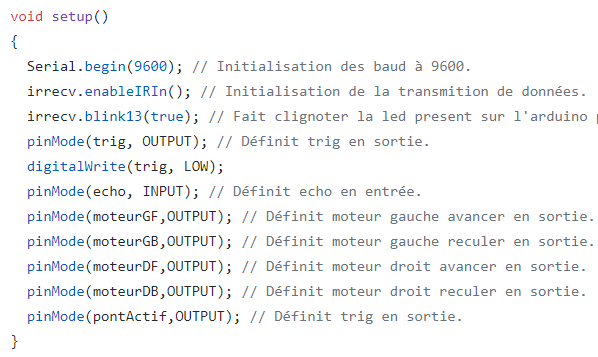 void setup()
{
Serial.begin(9600); // Initialisation des baud à 9600.
irrecv.enableIRIn(); // Initialisation de la transmition de données.
irrecv.blink13(true); // Fait clignoter la led present sur l'arduino
pinMode(trig, OUTPUT); // Définit trig en sortie.
digitalWrite(trig, LOW);
pinMode(echo, INPUT); // Définit echo en entrée.
pinMode(moteurGF,OUTPUT); // Définit moteur gauche avancer en sortie.
pinMode(moteurGB,OUTPUT); // Définit moteur gauche reculer en sortie.
pinMode(moteurDF,OUTPUT); // Définit moteur droit avancer en sortie.
pinMode(moteurDB,OUTPUT); // Définit moteur droit reculer en sortie.
pinMode(pontActif,OUTPUT); // Définit trig en sortie.
}